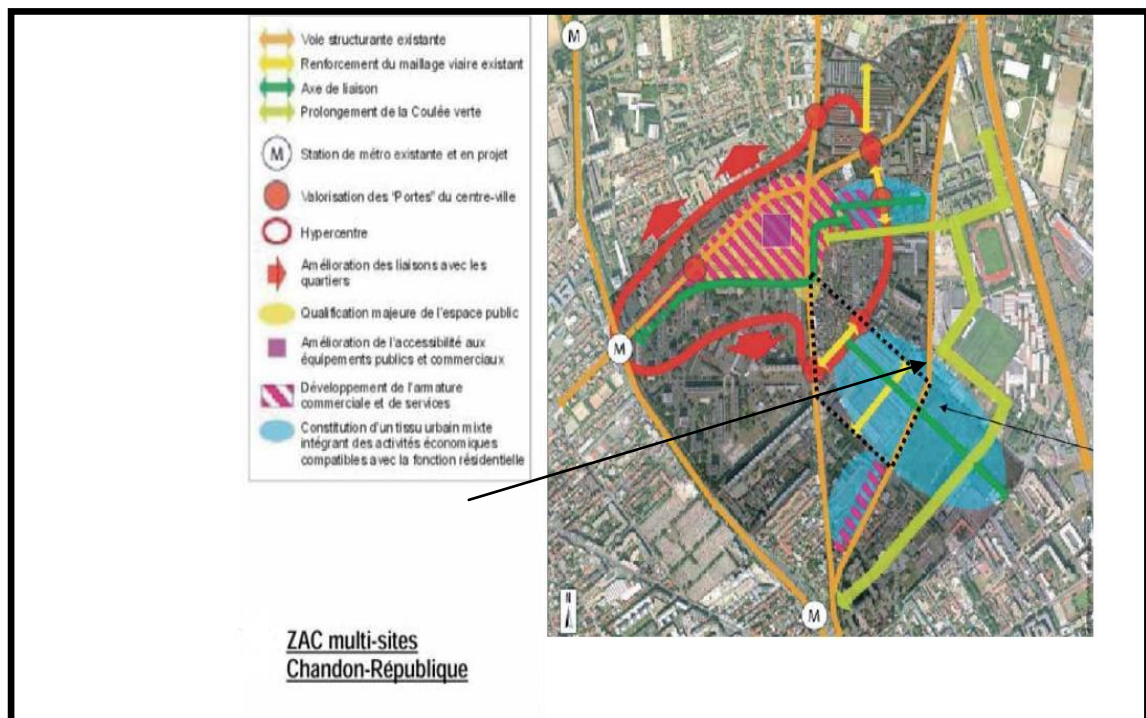 Voie structurante existante
Renforcement du maillage viaire existant
Axe de liaison
Prolongement de la Coulée verte
M
Station de métro existante et en projet
Valorisation des "Portes" du centre-ville
Hypercentre
Amélioration des liaisons avec les
quartiers
Qualification majeure de l'espace public
Amélioration de l'accessibilité aux
équipements publics et commerciaux
Développement de l'armature
commerciale et de services
Constitution d'un tissu urbain mixte
intégrant des activités économiques
compatibles avec la fonction résidentielle
ZAC multi-sites
Chandon-République
M
M
M
N